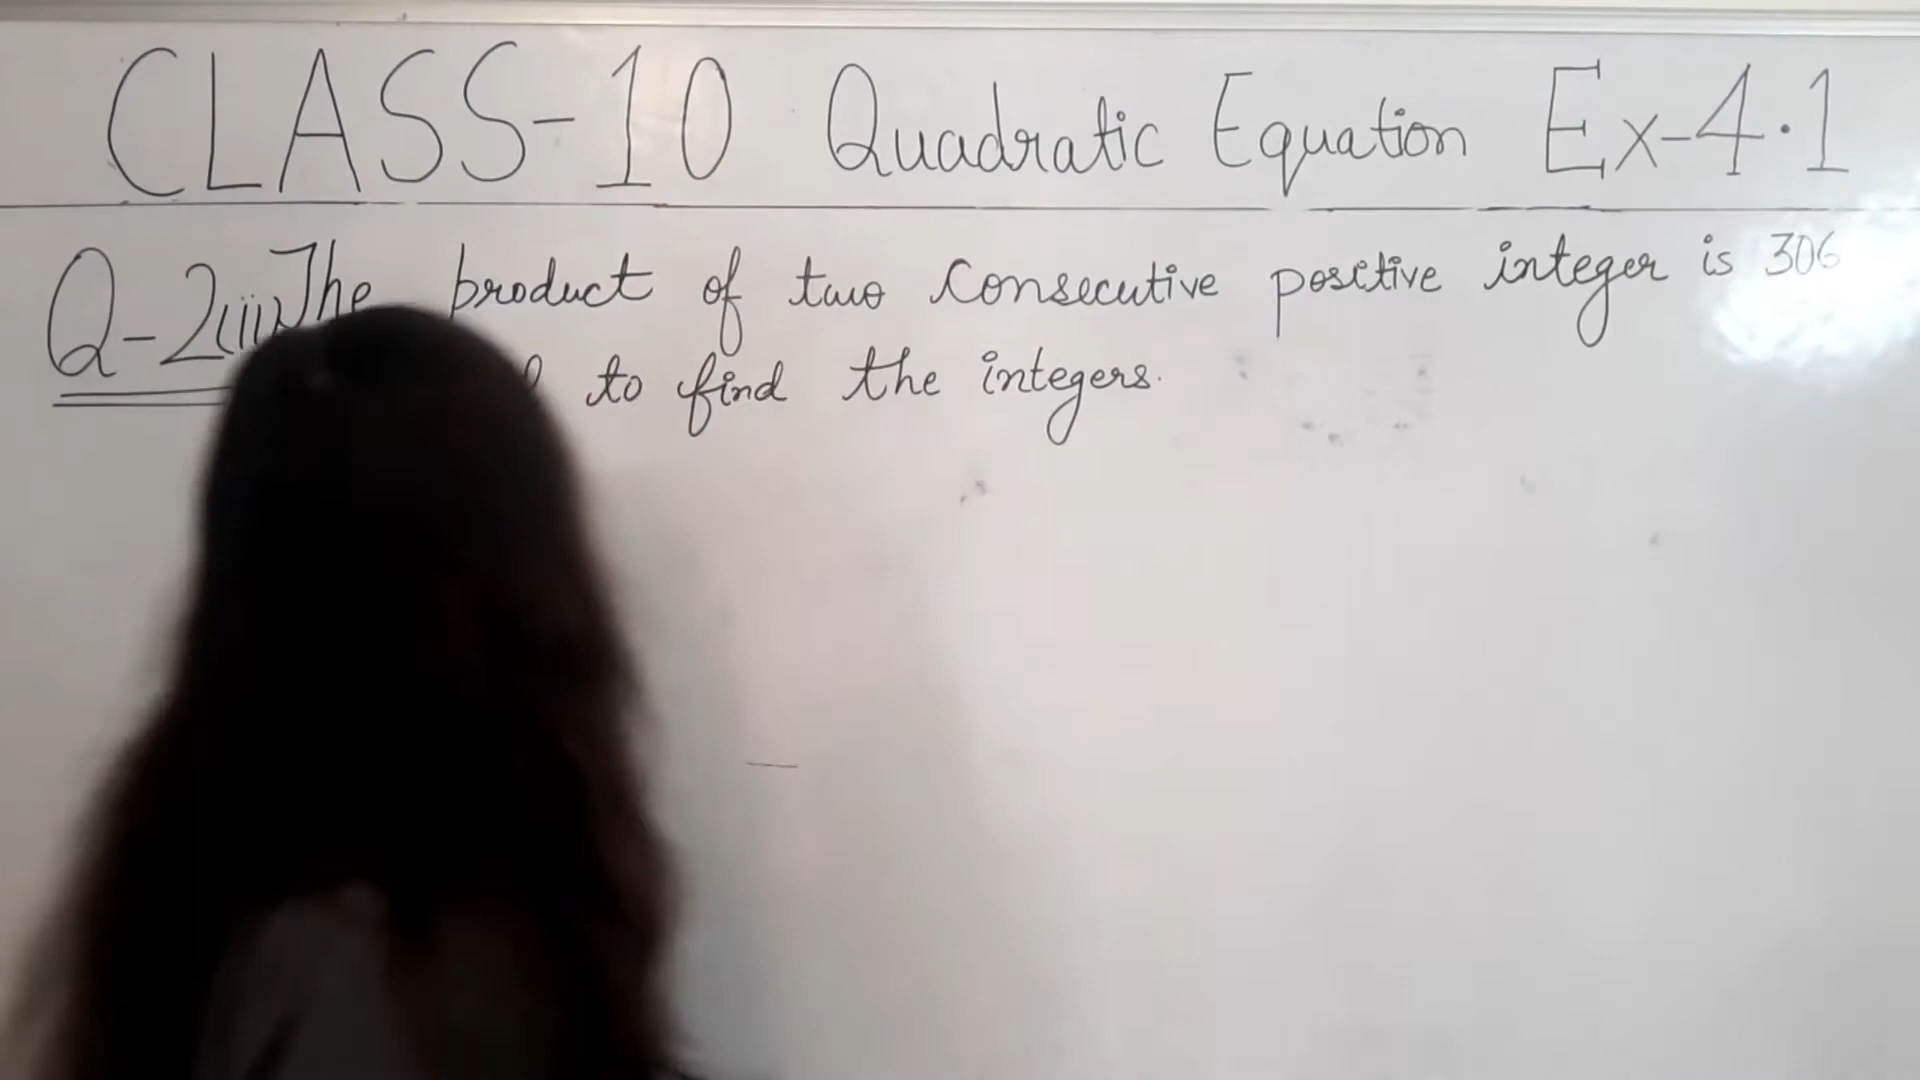 CLASS-10 Quadratic Equation Ex-4.1
Q-2(ii) The product of two consecutive positive integer is 306
to find the integers.